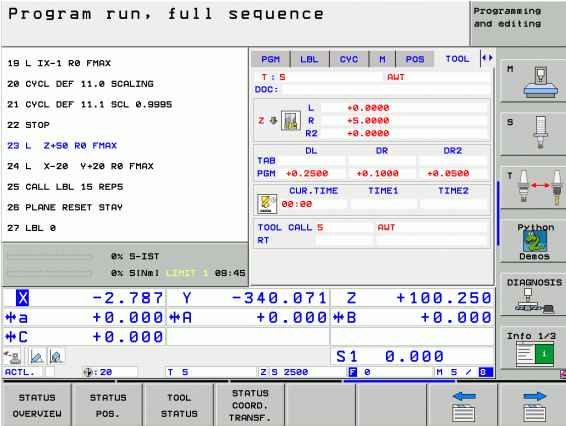 Program run, full sequence
Programming
and editing
19 L IX-1 R0 FMAX
20 CYCL DEF 11.0 SCALING
21 CYCL DEF 11.1 SCL 0.9995
22 STOP
23 L Z+50 R0 FMAX
24 L X-20 Y+20 R0 FMAX
25 CALL LBL 15 REP5
26 PLANE RESET STAY
27 LBL 0
PGM LBL CYC M POS TOOL
T : 5 AWT
DOC:
L +0.0000
Z R +5.0000
R2 +0.0000
DL DR DR2
TAB
PGM +0.2500 +0.1000 +0.0500
CUR.TIME TIME1 TIME2
00:00
TOOL CALL 5 AWT
RT
0% S-IST
0% S[Nm] LIMIT 1 09:45
X -2.787 Y -340.071 Z +100.250
a +0.000 A +0.000 B +0.000
C +0.000
S1 0.000
ACTL. : 20 T 5 Z S 2500 F 0 M 5 / 8
M
S
T
Python
Demos
DIAGNOSIS
Info 1/3
STATUS
OVERVIEW
STATUS
POS.
TOOL
STATUS
STATUS
COORD.
TRANSF.